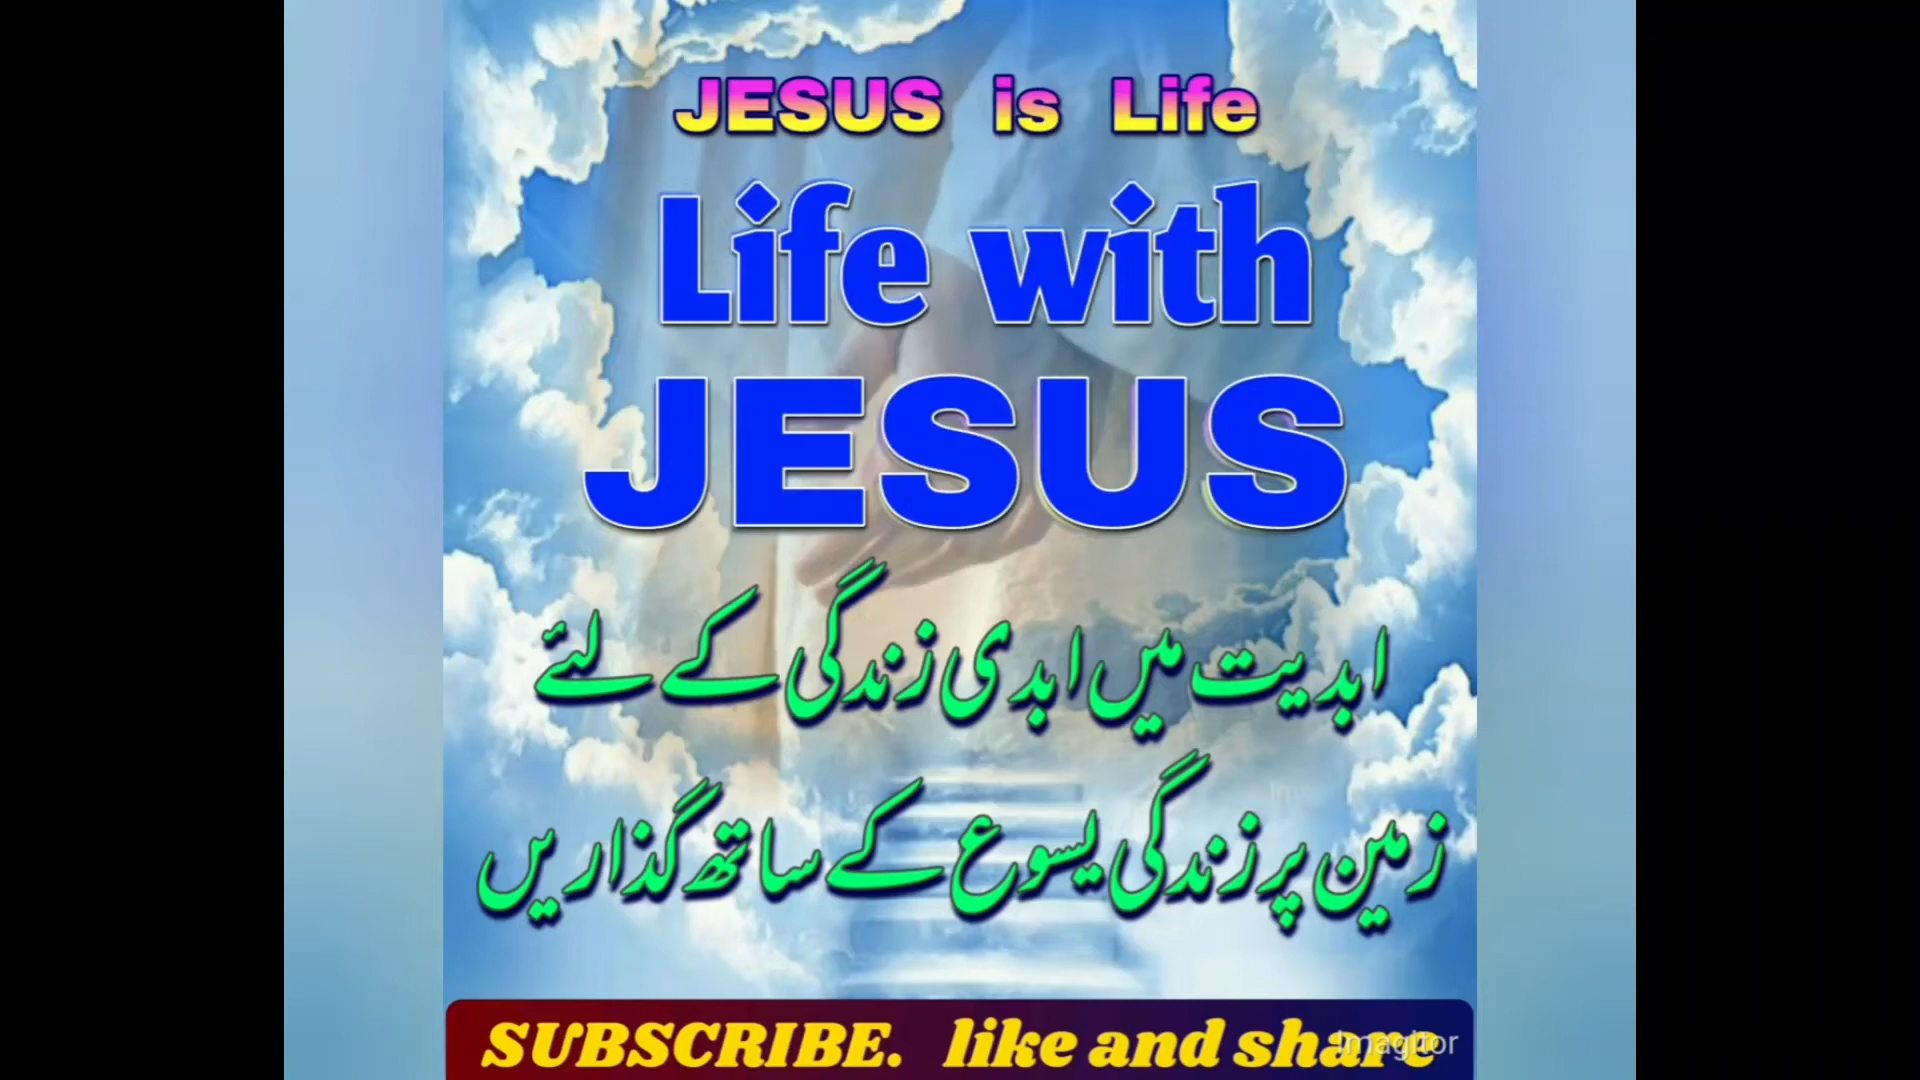 JESUS is Life
Life with
JESUS
ابدیت میں ابدی زندگی کے لئے
زمین پر زندگی یسوع کے ساتھ گذاریں
SUBSCRIBE. like and share
Imagitor